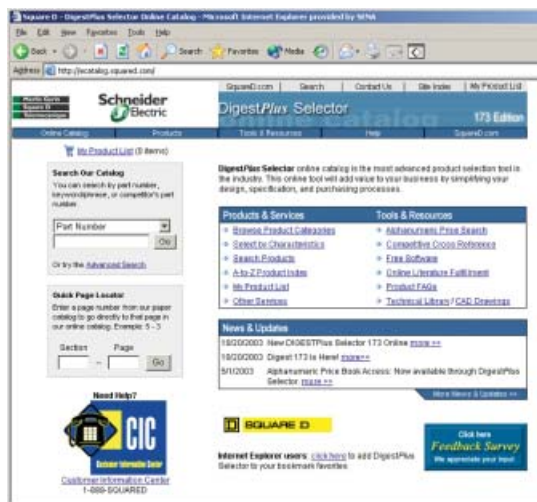 Square D - DigestPlus Selector Online Catalog - Microsoft Internet Explorer provided by SENA
File Edit View Favorites Tools Help
Back Search Favorites Media
Address http://ecatalog.squared.com/
SquareD.com | Search | Contact Us | Site Index | My Product List
Merlin Gerin
Square D
Telemecanique
Schneider Electric
DigestPlus Selector
Online Catalog
173 Edition
Online Catalog Products Tools & Resources Help SquareD.com
My Product List (0 items)
Search Our Catalog
You can search by part number,
keyword/phrase, or competitor's part
number.
Part Number
Go
Or try the Advanced Search
Quick Page Locator
Enter a page number from our paper
catalog to go directly to that page in
our online catalog. Example: 5 - 3
Section Page
- Go
Need Help?
CIC
Customer Information Center
Customer Information Center
1-888-SQUARED
DigestPlus Selector online catalog is the most advanced product selection tool in
the industry. This online tool will add value to your business by simplifying your
design, specification, and purchasing processes.
Products & Services
Browse Product Categories
Select by Characteristics
Search Products
A-to-Z Product Index
My Product List
Other Services
Tools & Resources
Alphanumeric Price Search
Competitive Cross Reference
Free Software
Online Literature Fulfillment
Product FAQs
Technical Library / CAD Drawings
News & Updates
10/20/2003 New DIGESTPlus Selector 173 Online more >>
10/20/2003 Digest 173 Is Here! more>>
5/1/2003 Alphanumeric Price Book Access: Now available through DigestPlus
Selector. more >>
More News & Updates >>
D SQUARE D
Internet Explorer users: click here to add DigestPlus
Selector to your bookmark favorites.
Click here
Feedback Survey
We appreciate your input